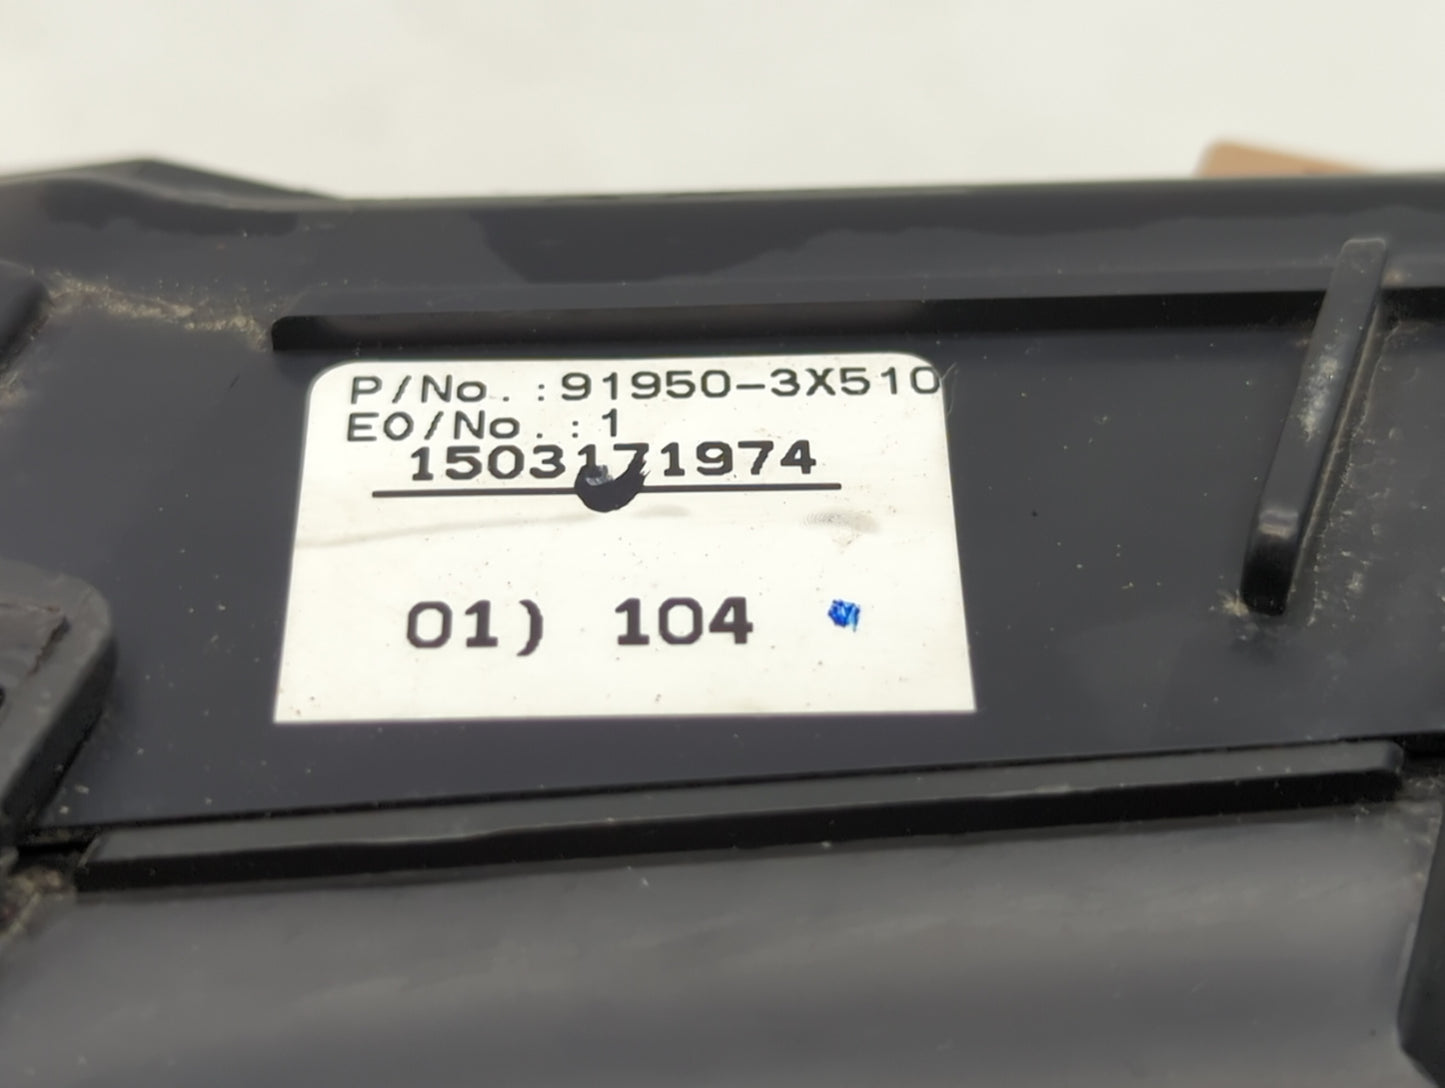 P/No. :91950-3X510
EO/No. :1
1503171974
01) 104